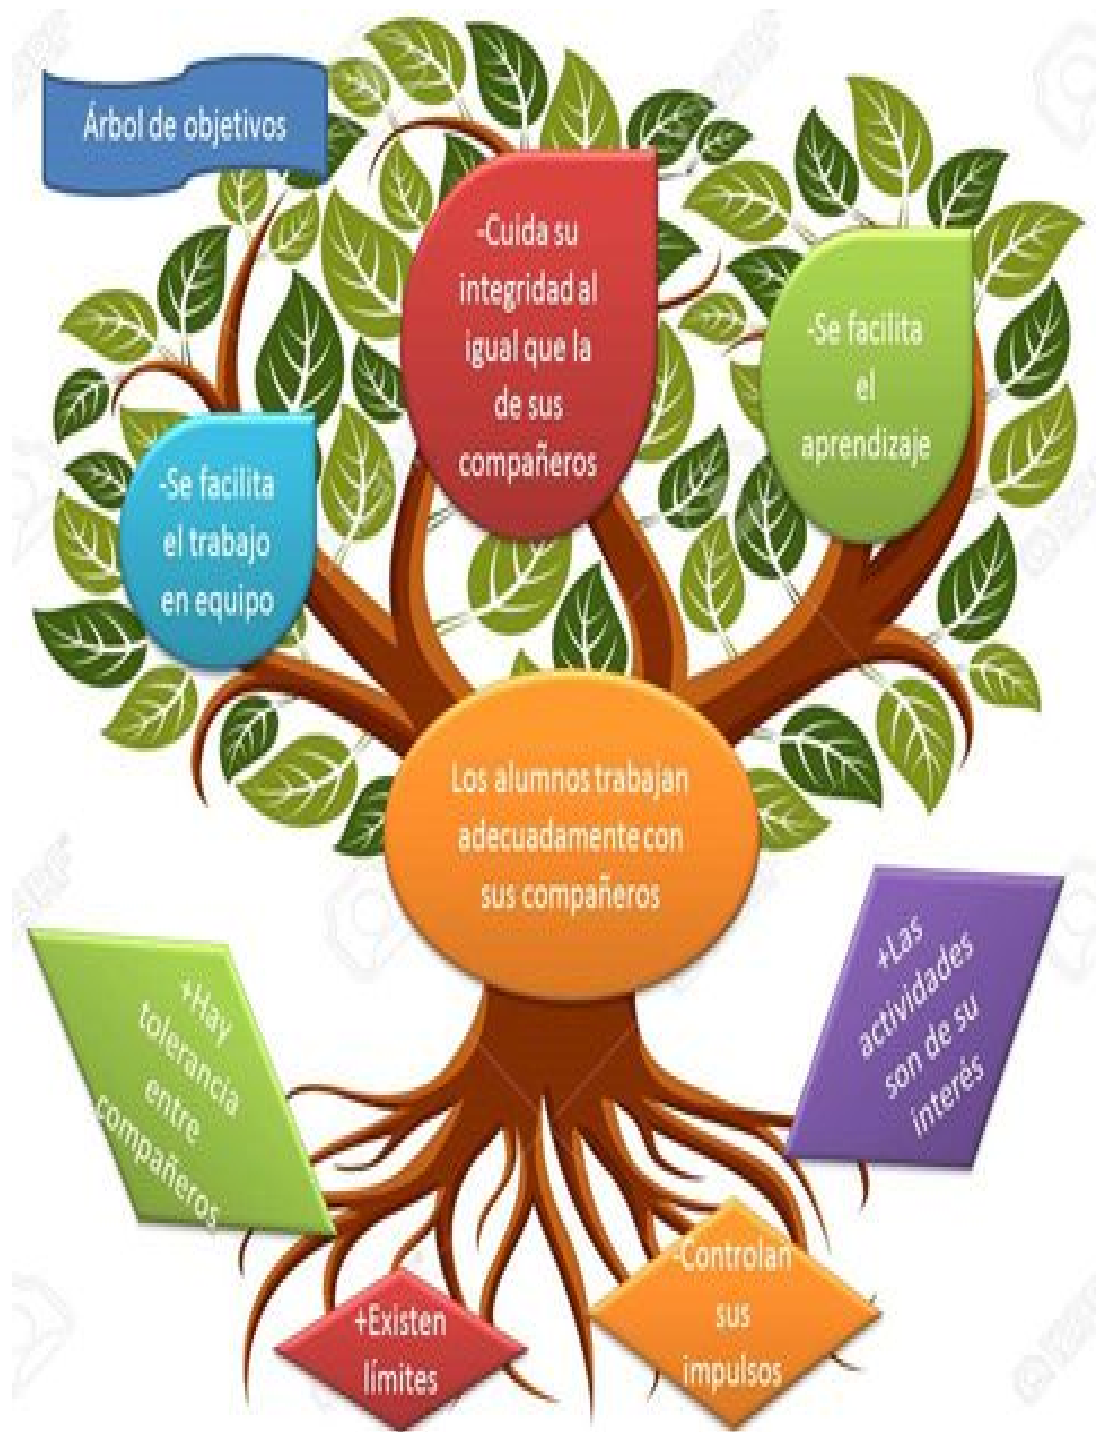 Árbol de objetivos
-Cuida su
integridad al
igual que la
de sus
compañeros
-Se facilita
el
aprendizaje
-Se facilita
el trabajo
en equipo
Los alumnos trabajan
adecuadamente con
sus compañeros
+Hay
tolerancia
entre
compañeros
+Las
actividades
son de su
interés
+Existen
límites
-Controlan
sus
impulsos